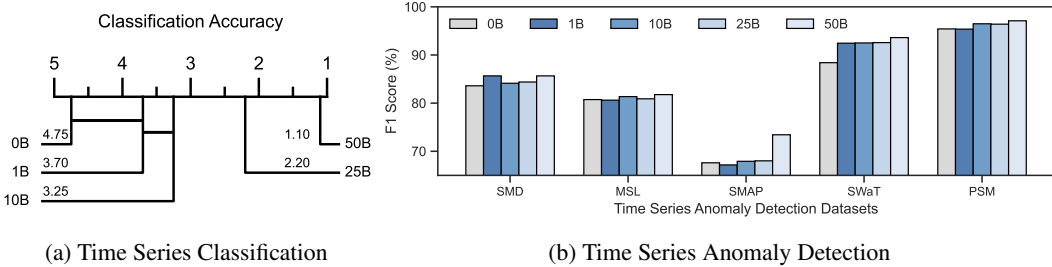 Classification Accuracy
5 4 3 2 1
0B 4.75 1.10 50B
1B 3.70 2.20 25B
10B 3.25
(a) Time Series Classification
0B 1B 10B 25B 50B
F1 Score (%)
100
90
80
70
SMD MSL SMAP SWaT PSM
Time Series Anomaly Detection Datasets
(b) Time Series Anomaly Detection